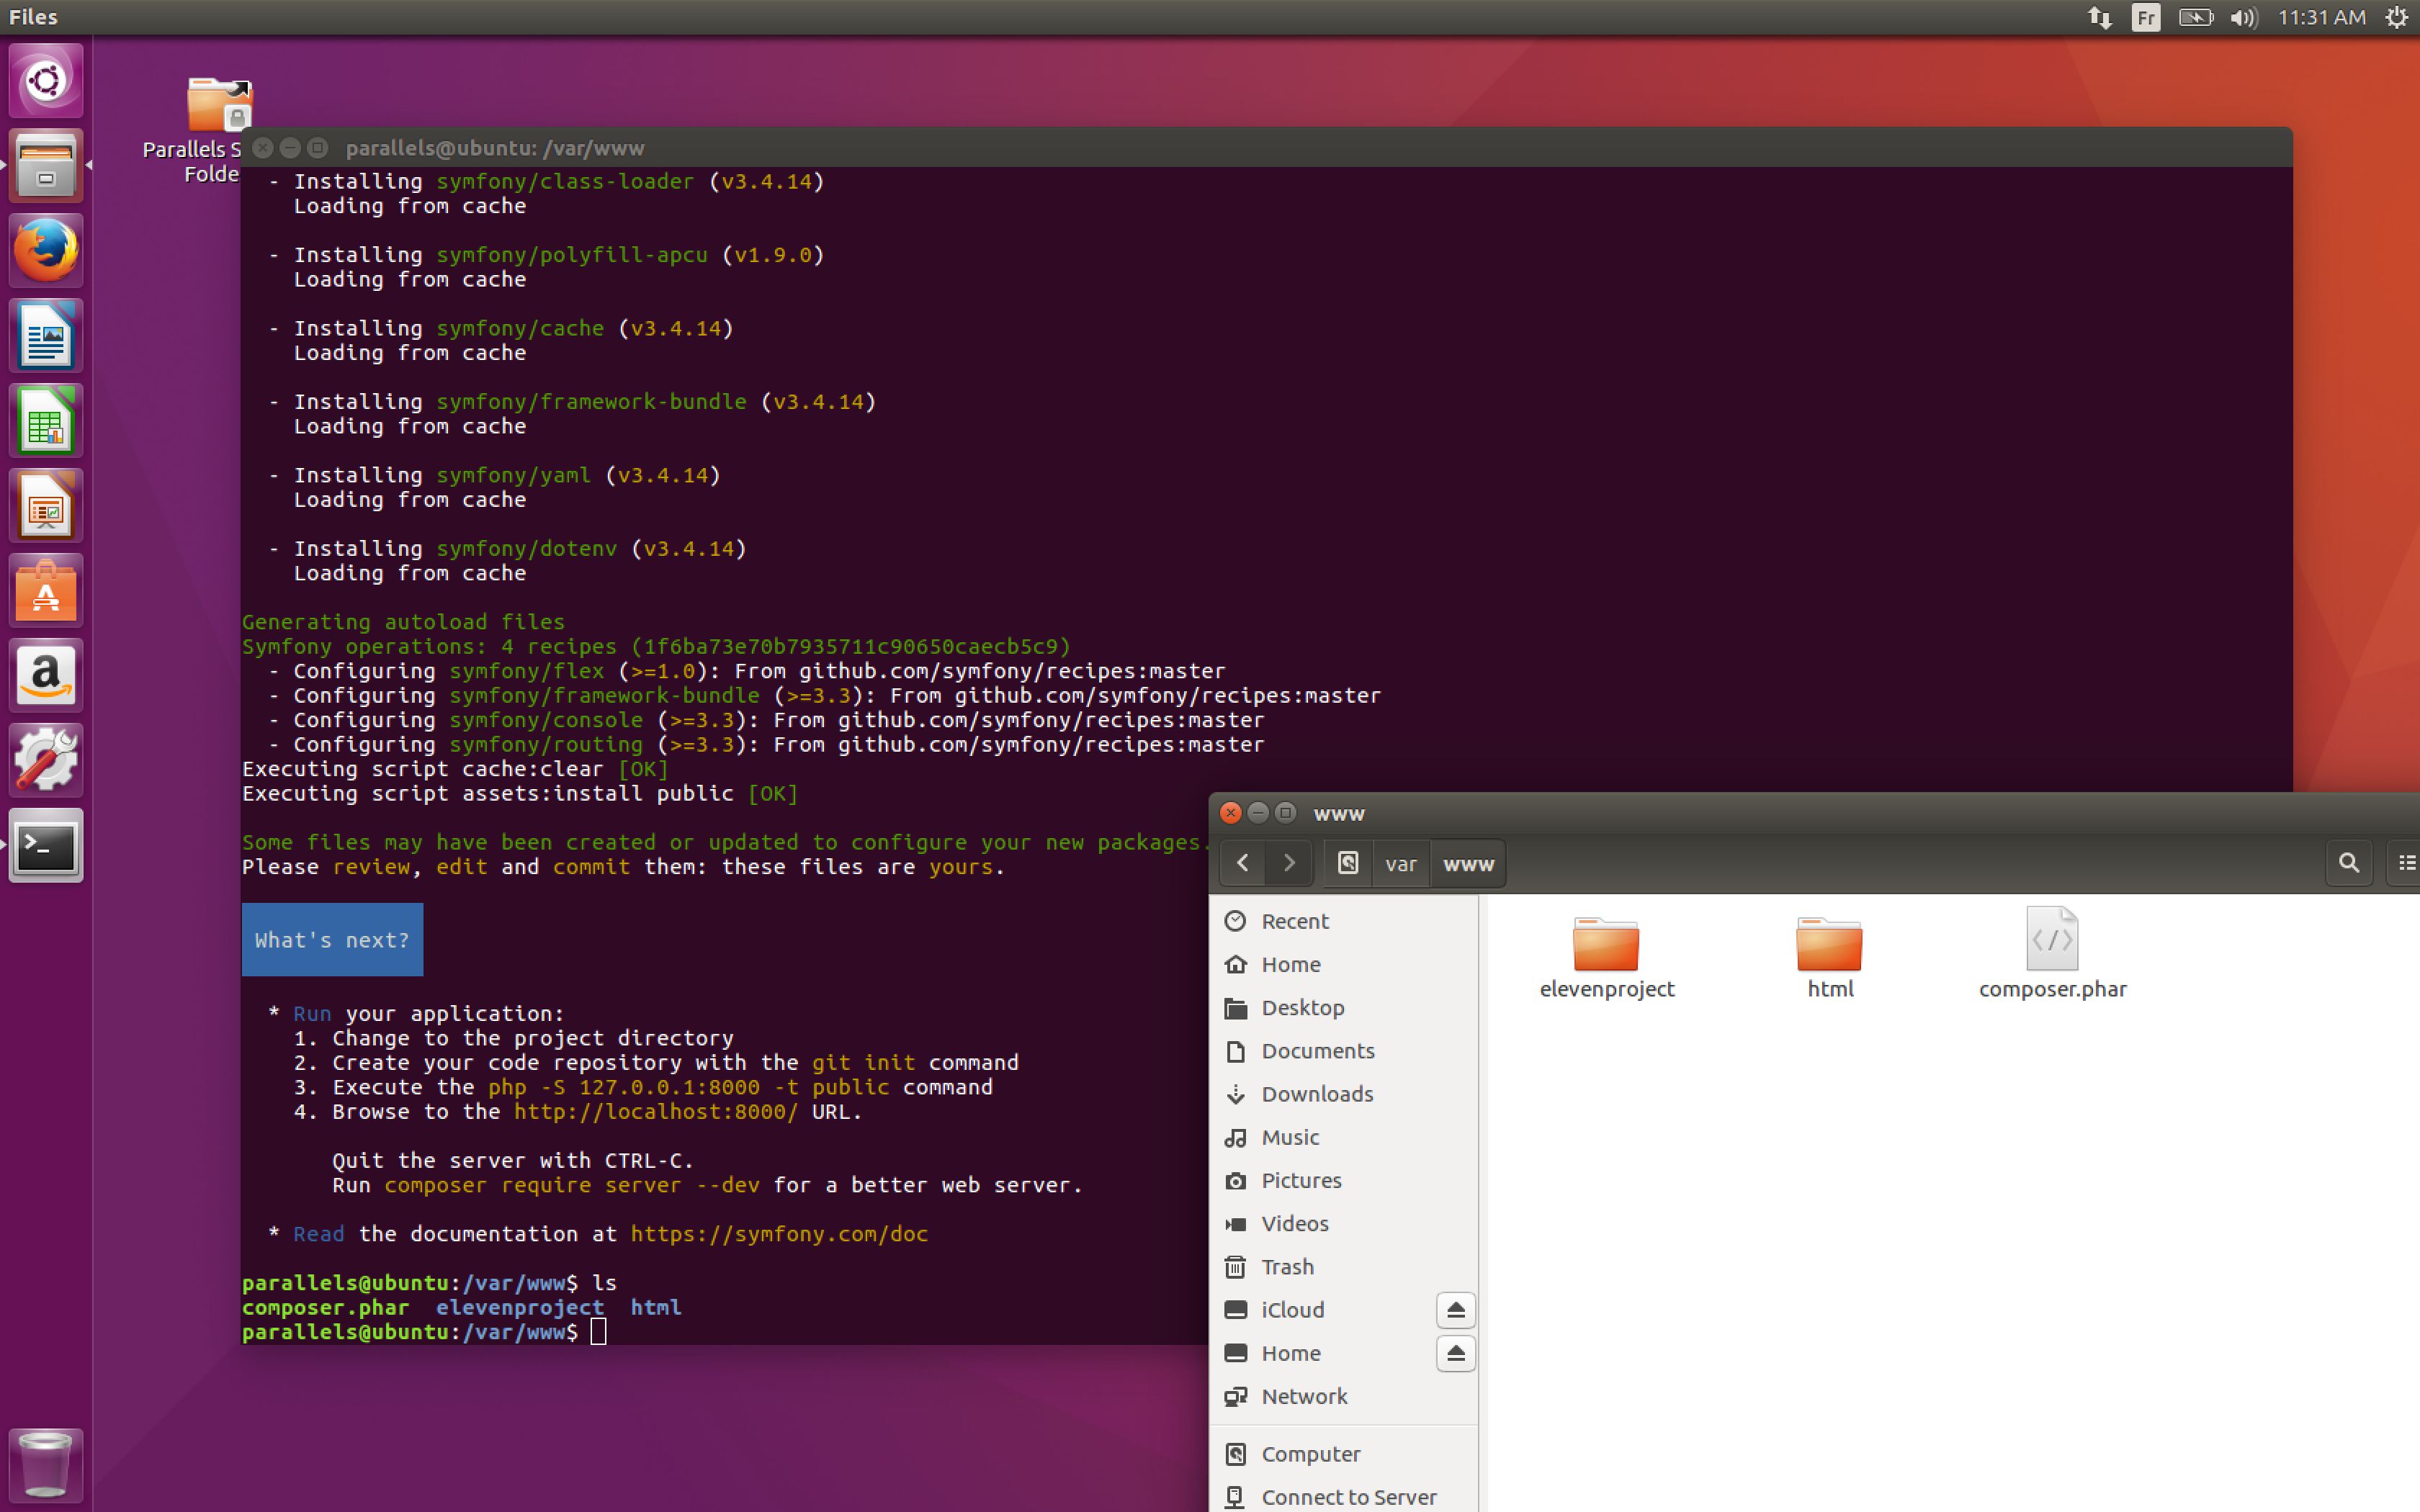 Files
Fr
11:31 AM
Parallels S
Folde
parallels@ubuntu: /var/www
- Installing symfony/class-loader (v3.4.14)
Loading from cache
- Installing symfony/polyfill-apcu (v1.9.0)
Loading from cache
- Installing symfony/cache (v3.4.14)
Loading from cache
- Installing symfony/framework-bundle (v3.4.14)
Loading from cache
- Installing symfony/yaml (v3.4.14)
Loading from cache
- Installing symfony/dotenv (v3.4.14)
Loading from cache
Generating autoload files
Symfony operations: 4 recipes (1f6ba73e70b7935711c90650caecb5c9)
- Configuring symfony/flex (>=1.0): From github.com/symfony/recipes:master
- Configuring symfony/framework-bundle (>=3.3): From github.com/symfony/recipes:master
- Configuring symfony/console (>=3.3): From github.com/symfony/recipes:master
- Configuring symfony/routing (>=3.3): From github.com/symfony/recipes:master
Executing script cache:clear [OK]
Executing script assets:install public [OK]
Some files may have been created or updated to configure your new packages.
Please review, edit and commit them: these files are yours.
What's next?
* Run your application:
1. Change to the project directory
2. Create your code repository with the git init command
3. Execute the php -S 127.0.0.1:8000 -t public command
4. Browse to the http://localhost:8000/ URL.
Quit the server with CTRL-C.
Run composer require server --dev for a better web server.
* Read the documentation at https://symfony.com/doc
parallels@ubuntu:/var/www$ ls
composer.phar elevenproject html
parallels@ubuntu:/var/www$
www
var www
Recent
Home
Desktop
Documents
Downloads
Music
Pictures
Videos
Trash
iCloud
Home
Network
Computer
Connect to Server
elevenproject
html
composer.phar